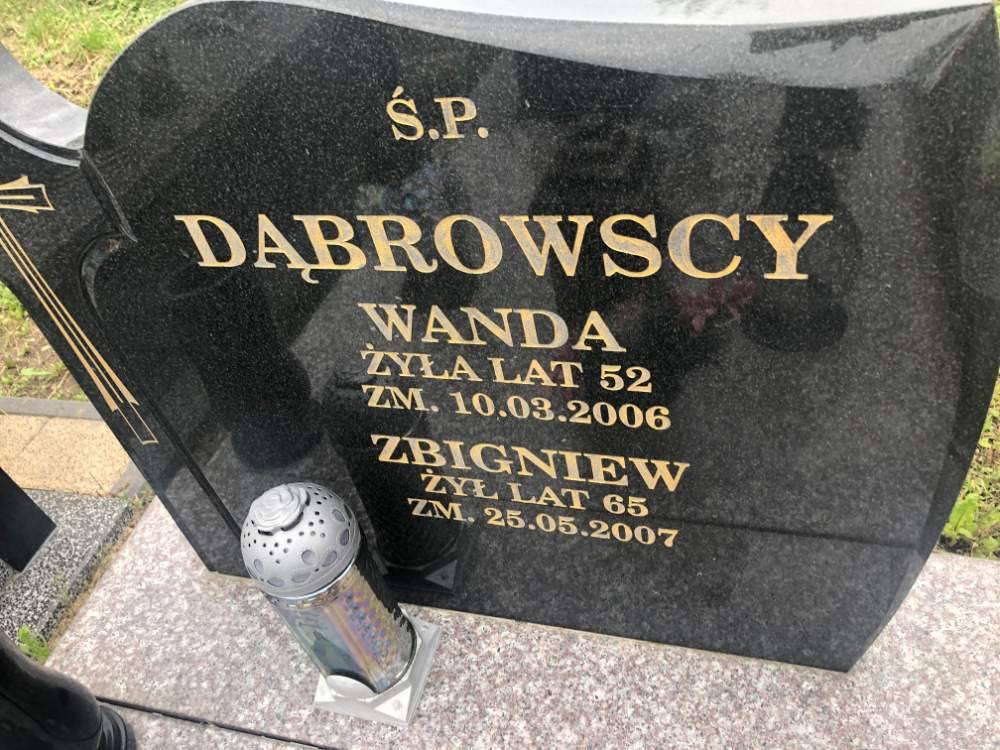 Ś.P.
DĄBROWSCY
WANDA
ŻYŁA LAT 52
ZM. 10.03.2006
ZBIGNIEW
ŻYŁ LAT 65
ZM. 25.05.2007